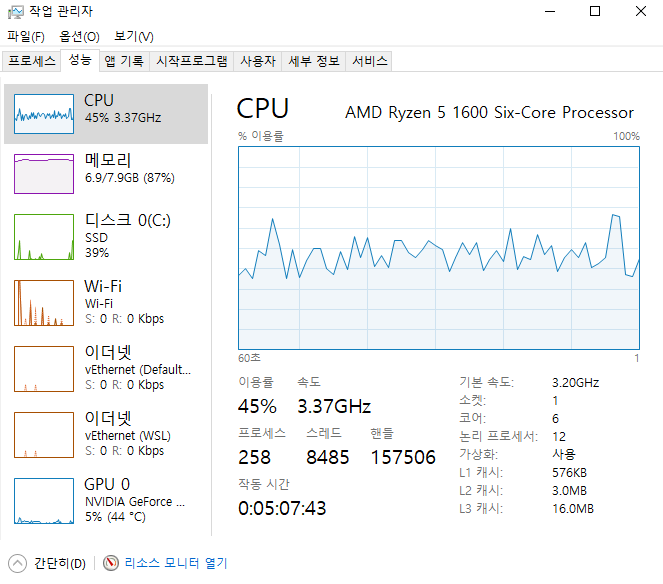 작업 관리자
파일(F) 옵션(O) 보기(V)
프로세스 성능 앱 기록 시작프로그램 사용자 세부 정보 서비스
CPU
45% 3.37GHz
메모리
6.9/7.9GB (87%)
디스크 0(C:)
SSD
39%
Wi-Fi
Wi-Fi
S: 0 R: 0 Kbps
이더넷
vEthernet (Default...
S: 0 R: 0 Kbps
이더넷
vEthernet (WSL)
S: 0 R: 0 Kbps
GPU 0
NVIDIA GeForce ...
5% (44 °C)
CPU AMD Ryzen 5 1600 Six-Core Processor
% 이용률 100%
60초 1
이용률 속도
45% 3.37GHz
프로세스 스레드 핸들
258 8485 157506
작동 시간
0:05:07:43
기본 속도: 3.20GHz
소켓: 1
코어: 6
논리 프로세서: 12
가상화: 사용
L1 캐시: 576KB
L2 캐시: 3.0MB
L3 캐시: 16.0MB
간단히(D) 리소스 모니터 열기